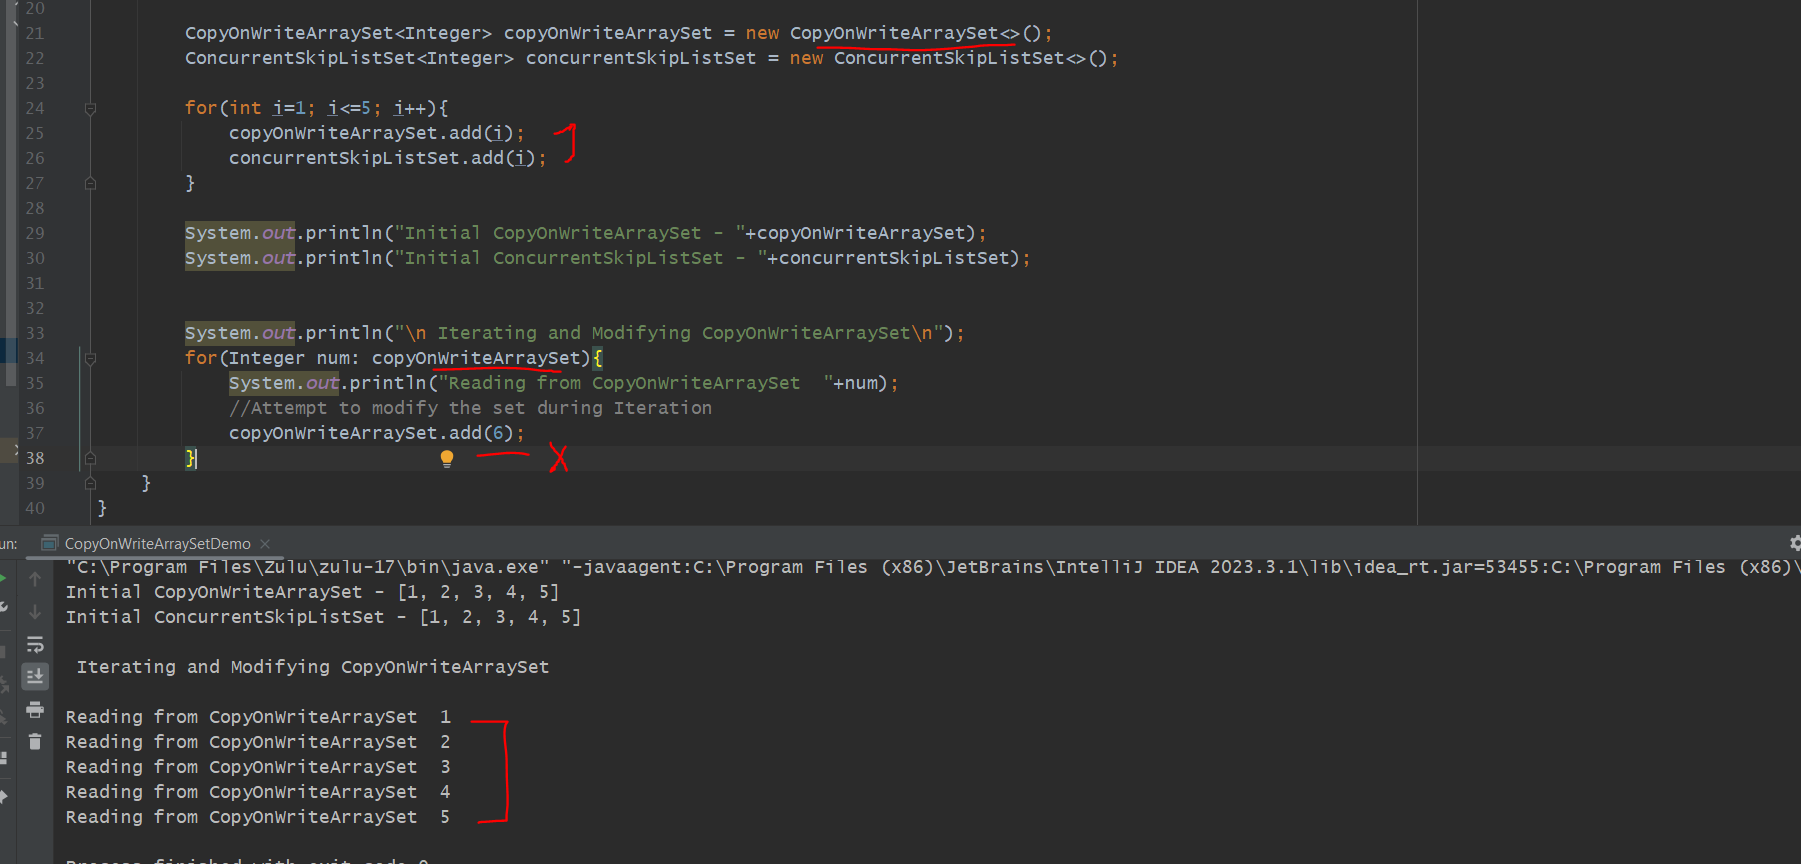 20
21 CopyOnWriteArraySet<Integer> copyOnWriteArraySet = new CopyOnWriteArraySet<>();
22 ConcurrentSkipListSet<Integer> concurrentSkipListSet = new ConcurrentSkipListSet<>();
23
24 for(int i=1; i<=5; i++){
25 copyOnWriteArraySet.add(i);
26 concurrentSkipListSet.add(i);
27 }
28
29 System.out.println("Initial CopyOnWriteArraySet - "+copyOnWriteArraySet);
30 System.out.println("Initial ConcurrentSkipListSet - "+concurrentSkipListSet);
31
32
33 System.out.println("\n Iterating and Modifying CopyOnWriteArraySet\n");
34 for(Integer num: copyOnWriteArraySet){
35 System.out.println("Reading from CopyOnWriteArraySet  "+num);
36 //Attempt to modify the set during Iteration
37 copyOnWriteArraySet.add(6);
38 }
39 }
40 }
un: CopyOnWriteArraySetDemo
"C:\Program Files\Zulu\zulu-17\bin\java.exe" "-javaagent:C:\Program Files (x86)\JetBrains\IntelliJ IDEA 2023.3.1\lib\idea_rt.jar=53455:C:\Program Files (x86)\
Initial CopyOnWriteArraySet - [1, 2, 3, 4, 5]
Initial ConcurrentSkipListSet - [1, 2, 3, 4, 5]
Iterating and Modifying CopyOnWriteArraySet
Reading from CopyOnWriteArraySet  1
Reading from CopyOnWriteArraySet  2
Reading from CopyOnWriteArraySet  3
Reading from CopyOnWriteArraySet  4
Reading from CopyOnWriteArraySet  5
Process finished with exit code 0